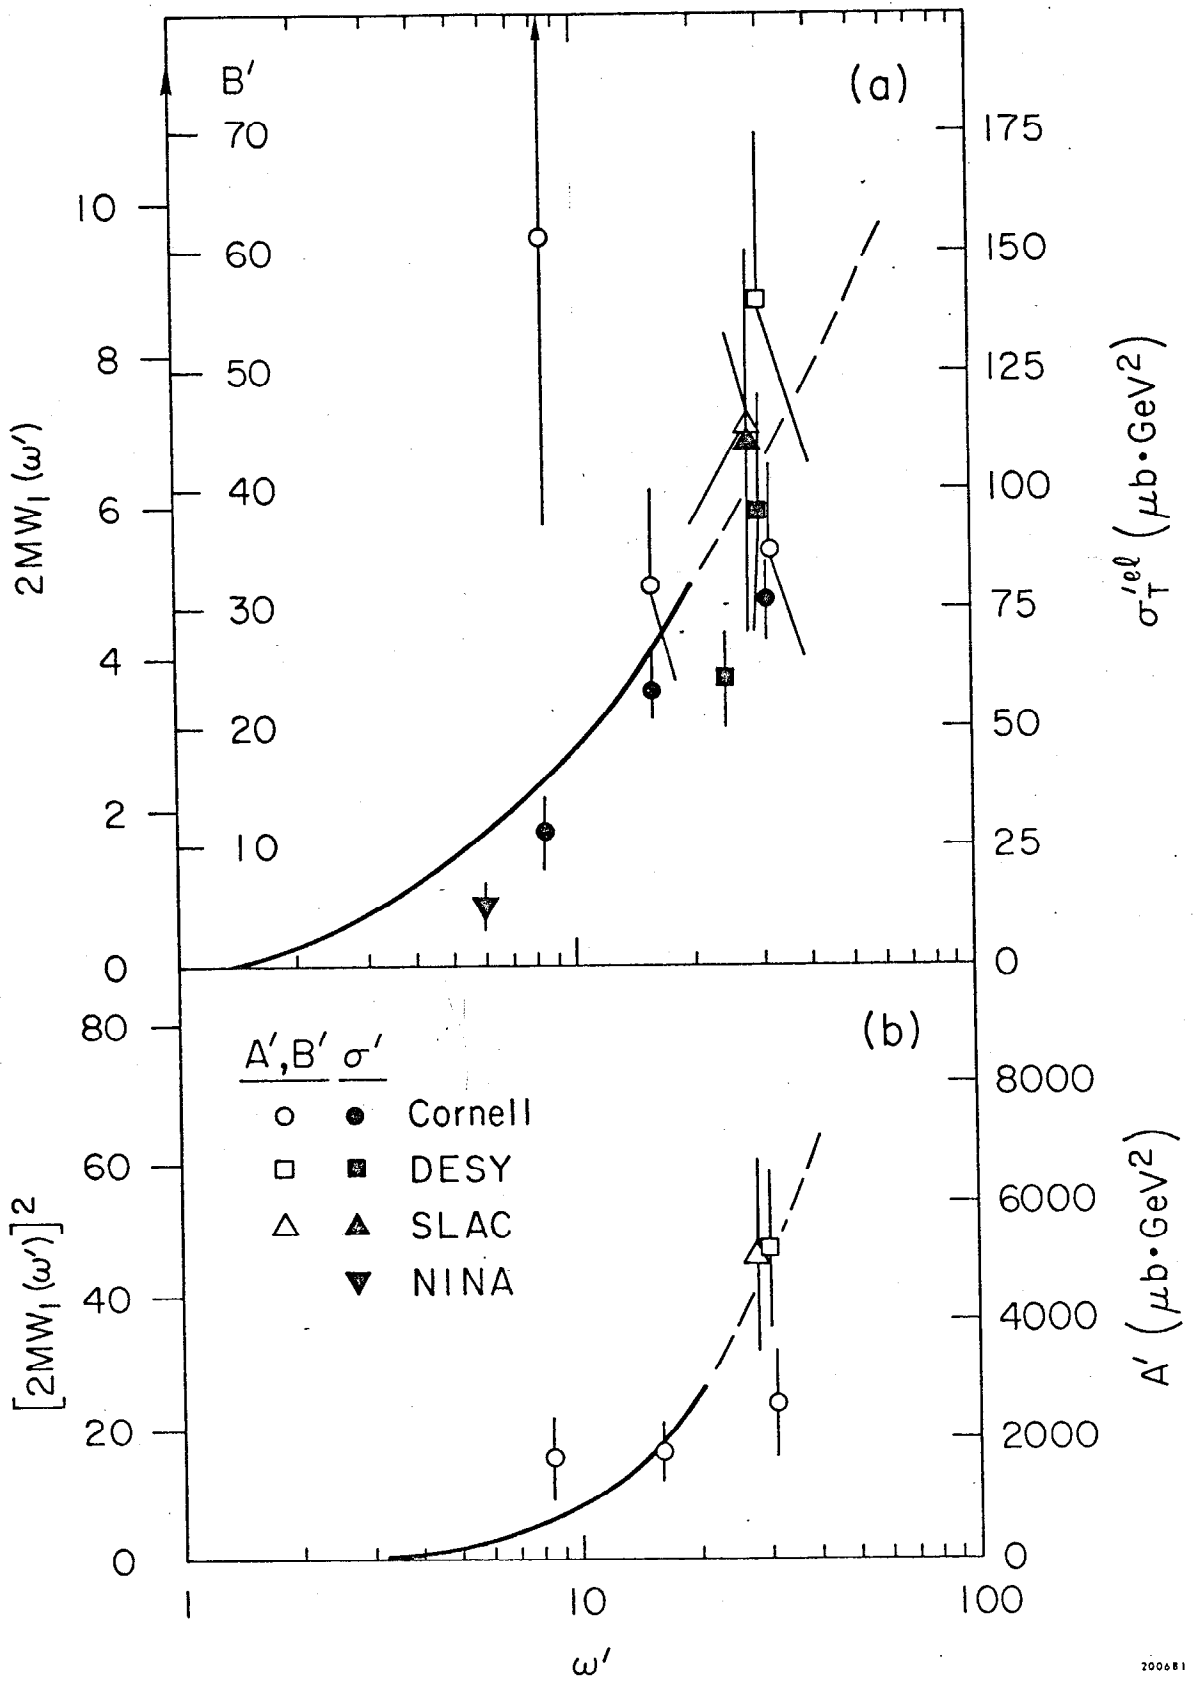 (a)
B′
70
60
50
40
30
20
10
10
8
6
4
2
0
2MW₁ (ω′)
175
150
125
100
75
50
25
0
σ′ᵉˡ_T (μb•GeV²)
(b)
80
60
40
20
0
[2MW₁ (ω′)]²
A′,B′ σ′
Cornell
DESY
SLAC
NINA
8000
6000
4000
2000
0
A′ (μb•GeV²)
1 10 100
ω′
2006B1